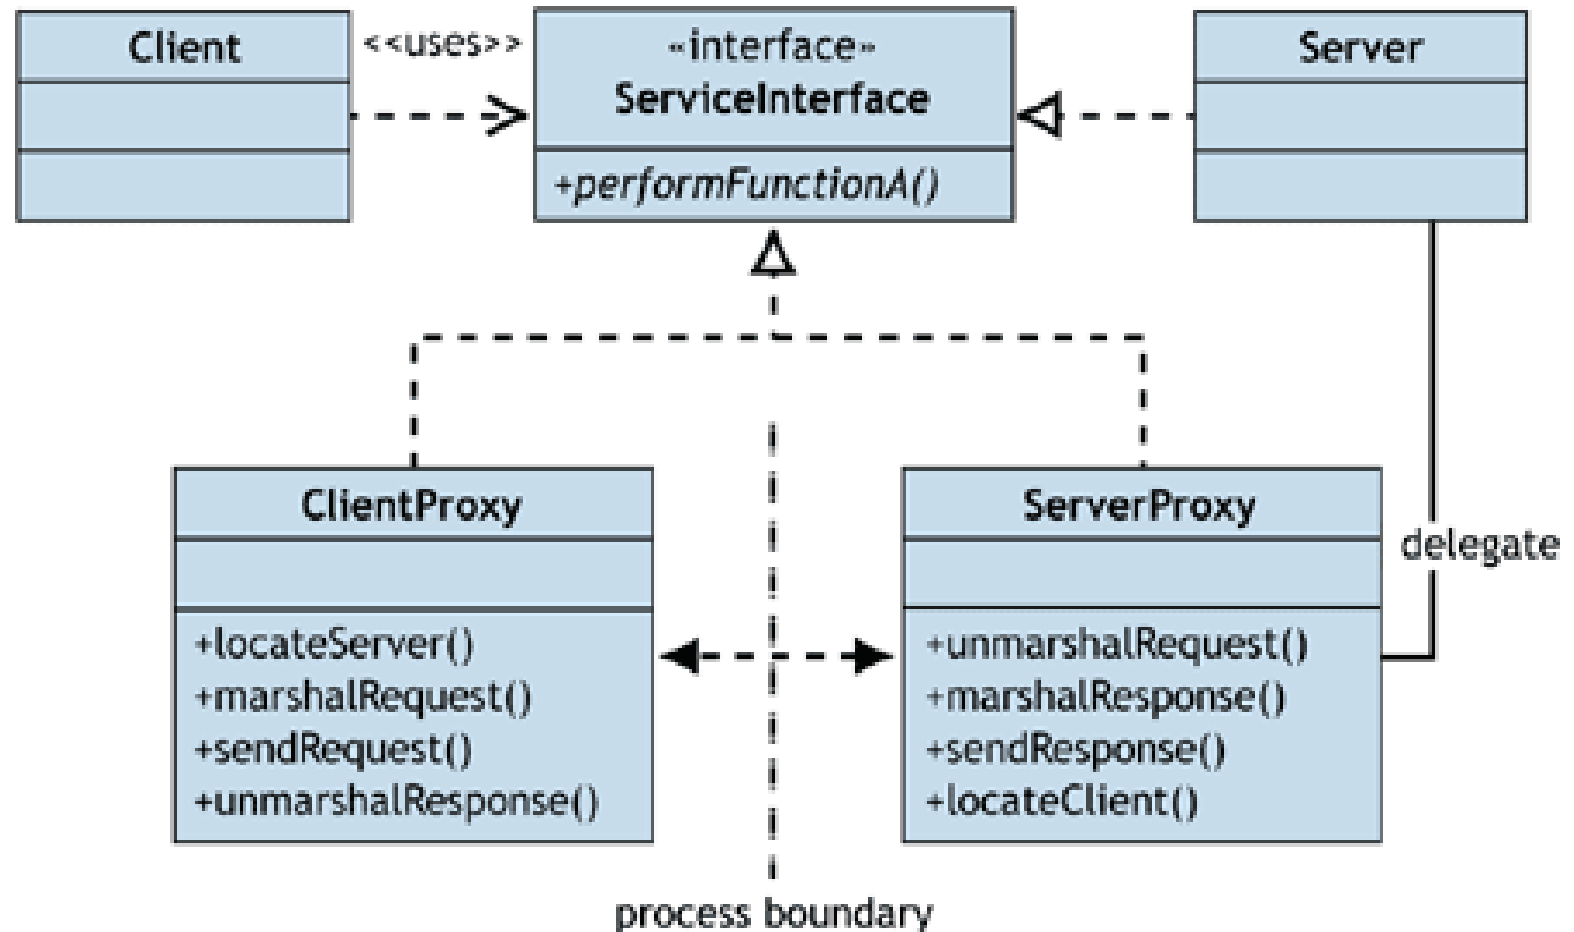 Client
<<uses>>
«interface»
ServiceInterface
+performFunctionA()
Server
ClientProxy
+locateServer()
+marshalRequest()
+sendRequest()
+unmarshalResponse()
ServerProxy
+unmarshalRequest()
+marshalResponse()
+sendResponse()
+locateClient()
delegate
process boundary